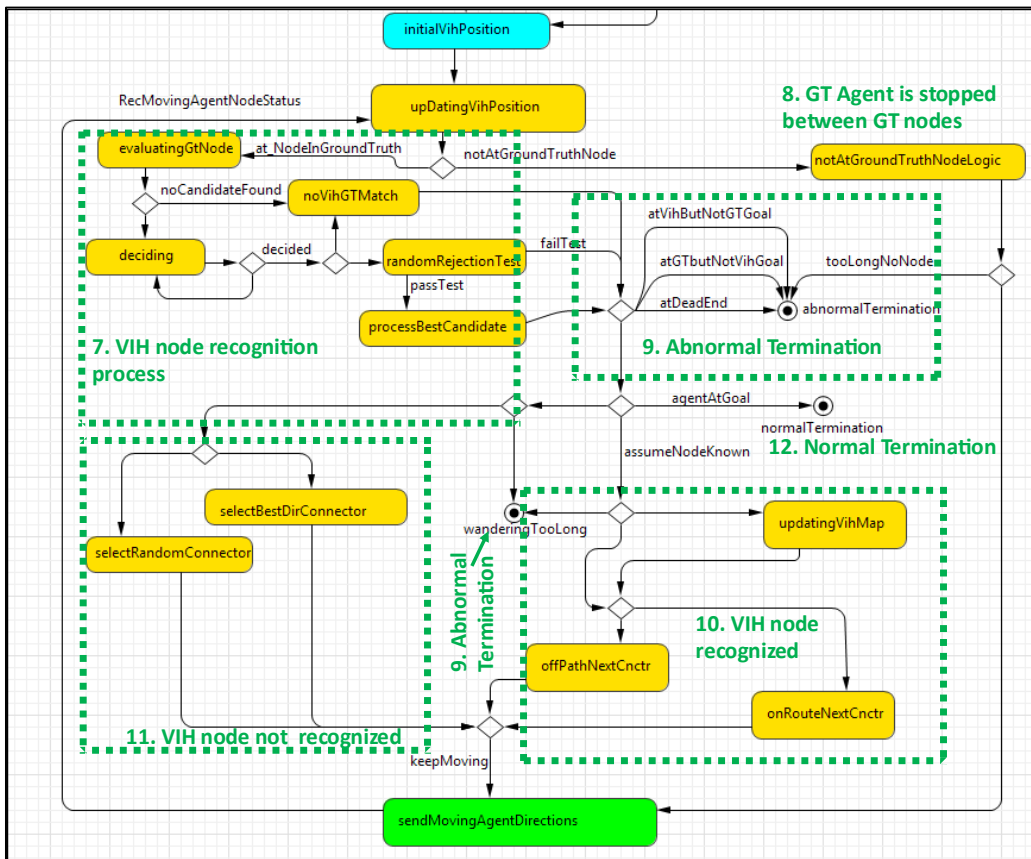 initialVihPosition
RecMovingAgentNodeStatus
upDatingVihPosition
8. GT Agent is stopped
between GT nodes
evaluatingGtNode
at_NodeInGroundTruth
notAtGroundTruthNode
notAtGroundTruthNodeLogic
noCandidateFound
noVihGTMatch
atVihButNotGTGoal
deciding
decided
randomRejectionTest
failTest
atGTbutNotVihGoal
tooLongNoNode
passTest
processBestCandidate
atDeadEnd
abnormalTermination
7. VIH node recognition
process
9. Abnormal Termination
agentAtGoal
normalTermination
12. Normal Termination
assumeNodeKnown
selectBestDirConnector
wanderingTooLong
updatingVihMap
selectRandomConnector
9. Abnormal
Termination
10. VIH node
recognized
offPathNextCnctr
onRouteNextCnctr
11. VIH node not  recognized
keepMoving
sendMovingAgentDirections